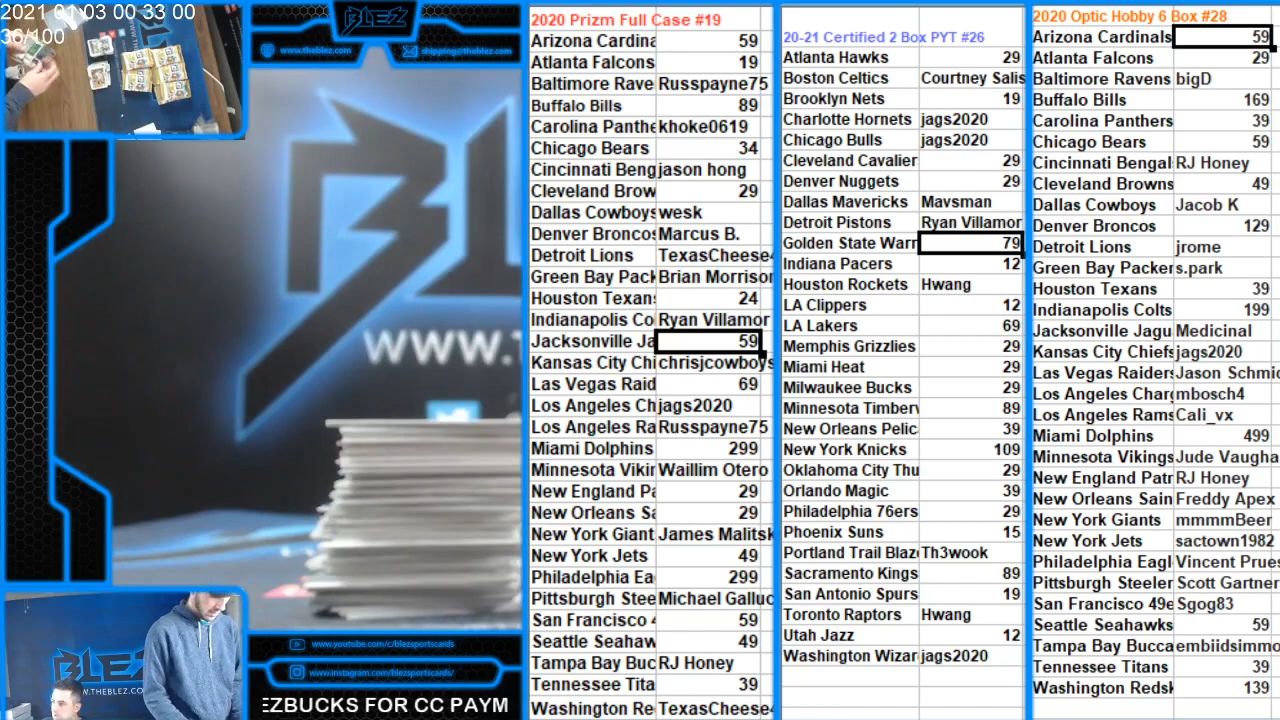 2021 01 03 00 33 00
36/100
BLEZ
www.theblez.com
shipping@theblez.com
WWW.
BLEZ
WWW.THEBLEZ.CO
www.youtube.com/c/blezsportscards
www.instagram.com/blezsportscards/
EZBUCKS FOR CC PAYM
2020 Prizm Full Case #19
Arizona Cardina 59
Atlanta Falcons 19
Baltimore Rave Russpayne75
Buffalo Bills 89
Carolina Panthe khoke0619
Chicago Bears 34
Cincinnati Beng jason hong
Cleveland Brow 29
Dallas Cowboys wesk
Denver Broncos Marcus B.
Detroit Lions TexasCheese4
Green Bay Pack Brian Morrison
Houston Texans 24
Indianapolis Co Ryan Villamor
Jacksonville Ja 59
Kansas City Chi chrisjcowboys
Las Vegas Raid 69
Los Angeles Ch jags2020
Los Angeles Ra Russpayne75
Miami Dolphins 299
Minnesota Vikin Waillim Otero
New England Pa 29
New Orleans Sa 29
New York Giant James Malitsk
New York Jets 49
Philadelphia Ea 299
Pittsburgh Stee Michael Galluc
San Francisco 4 59
Seattle Seahaw 49
Tampa Bay Buc RJ Honey
Tennessee Tita 39
Washington Re TexasCheese4
20-21 Certified 2 Box PYT #26
Atlanta Hawks 29
Boston Celtics Courtney Salis
Brooklyn Nets 19
Charlotte Hornets jags2020
Chicago Bulls jags2020
Cleveland Cavalier 29
Denver Nuggets 29
Dallas Mavericks Mavsman
Detroit Pistons Ryan Villamor
Golden State Warr 79
Indiana Pacers 12
Houston Rockets Hwang
LA Clippers 12
LA Lakers 69
Memphis Grizzlies 29
Miami Heat 29
Milwaukee Bucks 29
Minnesota Timberv 89
New Orleans Pelic 39
New York Knicks 109
Oklahoma City Thu 29
Orlando Magic 39
Philadelphia 76ers 29
Phoenix Suns 15
Portland Trail Blaz Th3wook
Sacramento Kings 89
San Antonio Spurs 19
Toronto Raptors Hwang
Utah Jazz 12
Washington Wizar jags2020
2020 Optic Hobby 6 Box #28
Arizona Cardinals 59
Atlanta Falcons 29
Baltimore Ravens bigD
Buffalo Bills 169
Carolina Panthers 39
Chicago Bears 59
Cincinnati Bengal RJ Honey
Cleveland Browns 49
Dallas Cowboys Jacob K
Denver Broncos 129
Detroit Lions jrome
Green Bay Packer s.park
Houston Texans 39
Indianapolis Colts 199
Jacksonville Jagu Medicinal
Kansas City Chiefs jags2020
Las Vegas Raiders Jason Schmid
Los Angeles Char mbosch4
Los Angeles Rams Cali_vx
Miami Dolphins 499
Minnesota Vikings Jude Vaugha
New England Patr RJ Honey
New Orleans Sain Freddy Apex
New York Giants mmmmBeer
New York Jets sactown1982
Philadelphia Eagl Vincent Prues
Pittsburgh Steeler Scott Gartner
San Francisco 49e Sgog83
Seattle Seahawks 59
Tampa Bay Bucca embiidsimmo
Tennessee Titans 39
Washington Redsk 139